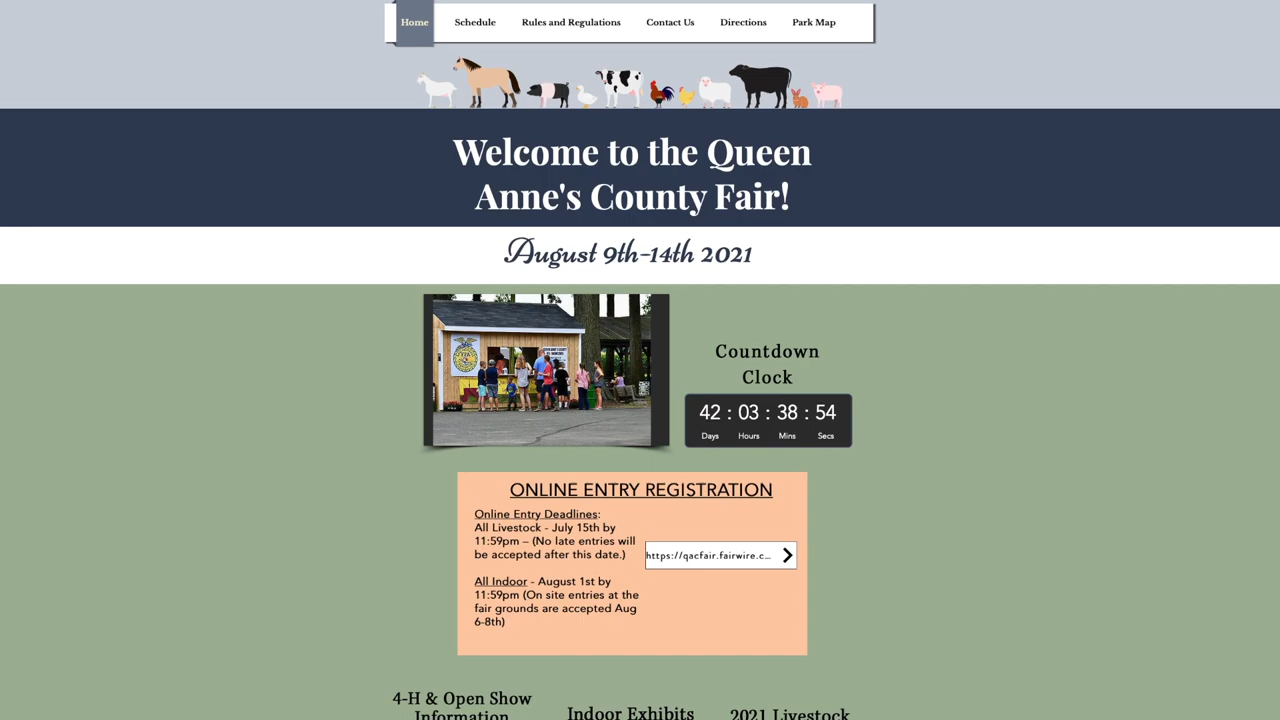 Home
Schedule
Rules and Regulations
Contact Us
Directions
Park Map
Welcome to the Queen
Anne's County Fair!
August 9th-14th 2021
Countdown
Clock
42 : 03 : 38 : 54
Days Hours Mins Secs
ONLINE ENTRY REGISTRATION
Online Entry Deadlines:
All Livestock - July 15th by
11:59pm – (No late entries will
be accepted after this date.)
https://qacfair.fairwire.c...
All Indoor - August 1st by
11:59pm (On site entries at the
fair grounds are accepted Aug
6-8th)
4-H & Open Show
Information
Indoor Exhibits
2021 Livestock